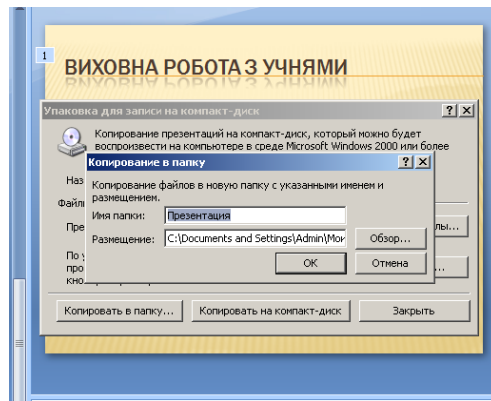 1
ВИХОВНА РОБОТА З УЧНЯМИ
Упаковка для записи на компакт-диск
Копирование презентаций на компакт-диск, который можно будет
воспроизвести на компьютере в среде Microsoft Windows 2000 или более
Копирование в папку
Копирование файлов в новую папку с указанными именем и
размещением.
Имя папки: Презентация
Размещение: C:\Documents and Settings\Admin\Мои
Обзор...
OK Отмена
Копировать в папку... Копировать на компакт-диск Закрыть